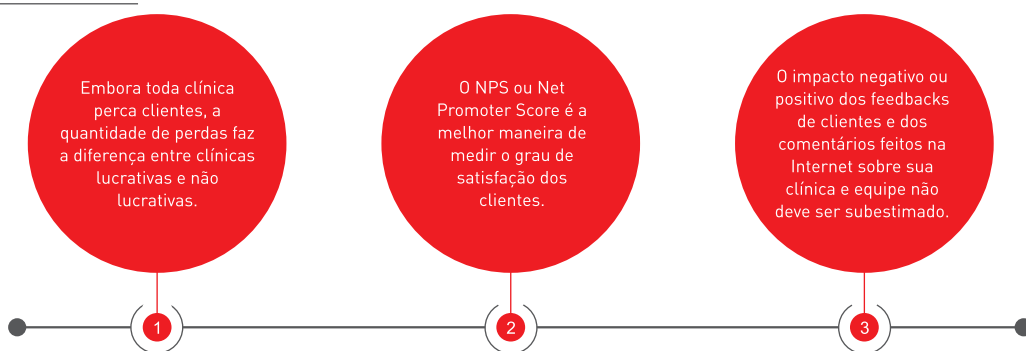 Embora toda clínica
perca clientes, a
quantidade de perdas faz
a diferença entre clínicas
lucrativas e não
lucrativas.
O NPS ou Net
Promoter Score é a
melhor maneira de
medir o grau de
satisfação dos
clientes.
O impacto negativo ou
positivo dos feedbacks
de clientes e dos
comentários feitos na
Internet sobre sua
clínica e equipe não
deve ser subestimado.
1
2
3